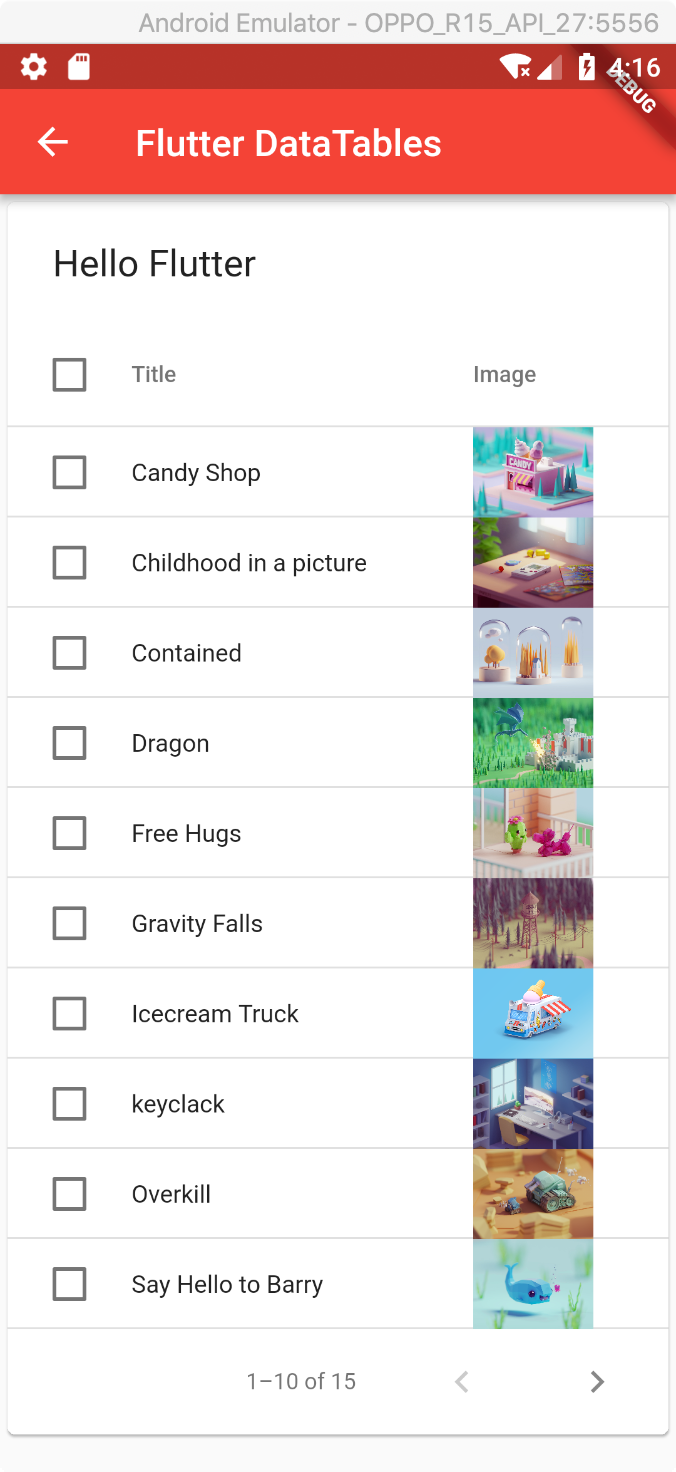 Android Emulator - OPPO_R15_API_27:5556
4:16
DEBUG
Flutter DataTables
Hello Flutter
Title Image
Candy Shop
CANDY
Childhood in a picture
Contained
Dragon
Free Hugs
Gravity Falls
Icecream Truck
keyclack
Overkill
Say Hello to Barry
1–10 of 15